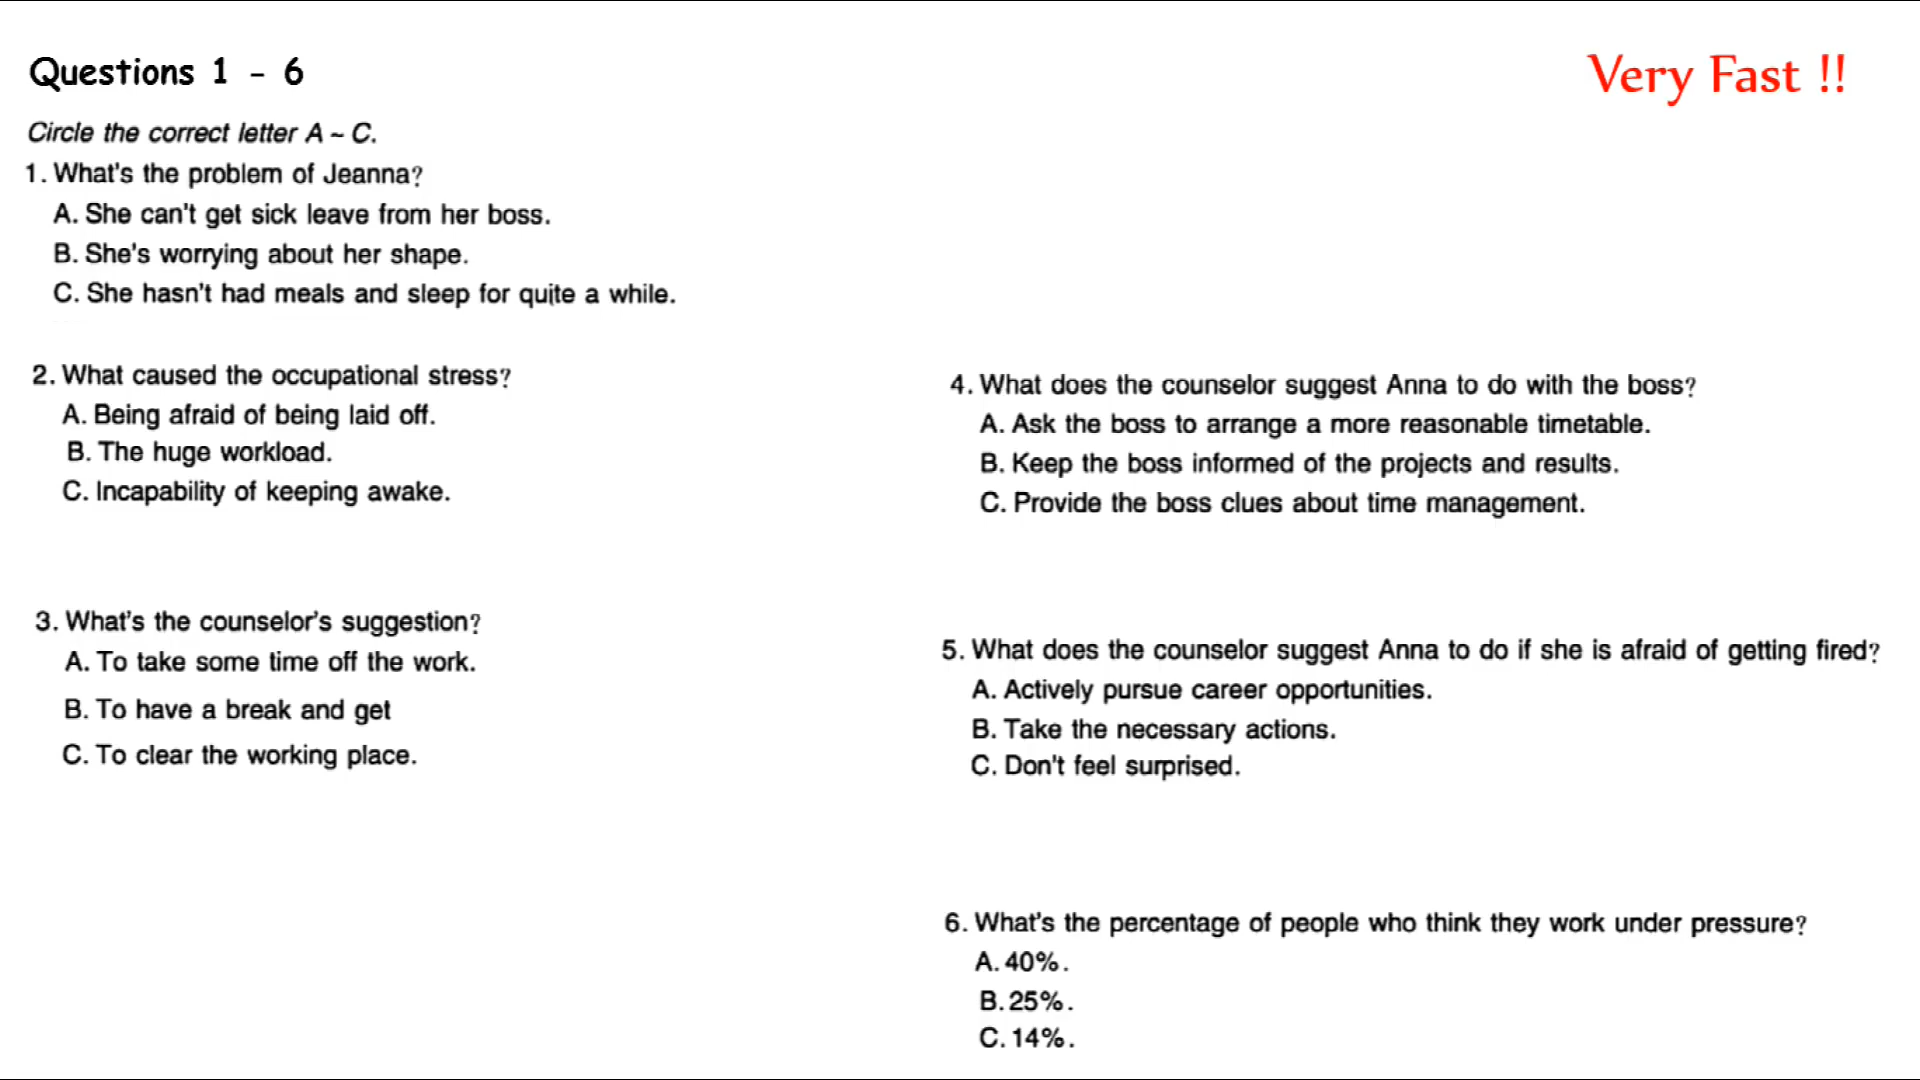 Questions 1 - 6
Very Fast !!
Circle the correct letter A ~ C.
1. What's the problem of Jeanna?
A. She can't get sick leave from her boss.
B. She's worrying about her shape.
C. She hasn't had meals and sleep for quite a while.
2. What caused the occupational stress?
A. Being afraid of being laid off.
B. The huge workload.
C. Incapability of keeping awake.
3. What's the counselor's suggestion?
A. To take some time off the work.
B. To have a break and get
C. To clear the working place.
4. What does the counselor suggest Anna to do with the boss?
A. Ask the boss to arrange a more reasonable timetable.
B. Keep the boss informed of the projects and results.
C. Provide the boss clues about time management.
5. What does the counselor suggest Anna to do if she is afraid of getting fired?
A. Actively pursue career opportunities.
B. Take the necessary actions.
C. Don't feel surprised.
6. What's the percentage of people who think they work under pressure?
A. 40%.
B. 25%.
C. 14%.